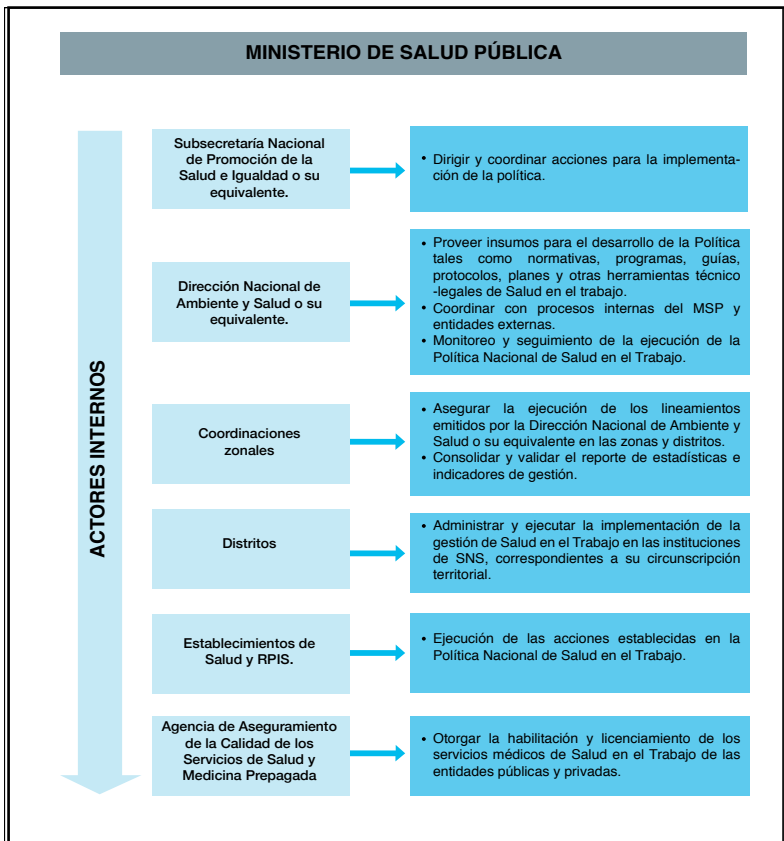 MINISTERIO DE SALUD PÚBLICA
ACTORES INTERNOS
Subsecretaría Nacional
de Promoción de la
Salud e Igualdad o su
equivalente.
• Dirigir y coordinar acciones para la implementa-
ción de la política.
Dirección Nacional de
Ambiente y Salud o su
equivalente.
• Proveer insumos para el desarrollo de la Política
tales como normativas, programas, guías,
protocolos, planes y otras herramientas técnico
-legales de Salud en el trabajo.
• Coordinar con procesos internas del MSP y
entidades externas.
• Monitoreo y seguimiento de la ejecución de la
Política Nacional de Salud en el Trabajo.
Coordinaciones
zonales
• Asegurar la ejecución de los lineamientos
emitidos por la Dirección Nacional de Ambiente y
Salud o su equivalente en las zonas y distritos.
• Consolidar y validar el reporte de estadísticas e
indicadores de gestión.
Distritos
• Administrar y ejecutar la implementación de la
gestión de Salud en el Trabajo en las instituciones
de SNS, correspondientes a su circunscripción
territorial.
Establecimientos de
Salud y RPIS.
• Ejecución de las acciones establecidas en la
Política Nacional de Salud en el Trabajo.
Agencia de Aseguramiento
de la Calidad de los
Servicios de Salud y
Medicina Prepagada
• Otorgar la habilitación y licenciamiento de los
servicios médicos de Salud en el Trabajo de las
entidades públicas y privadas.